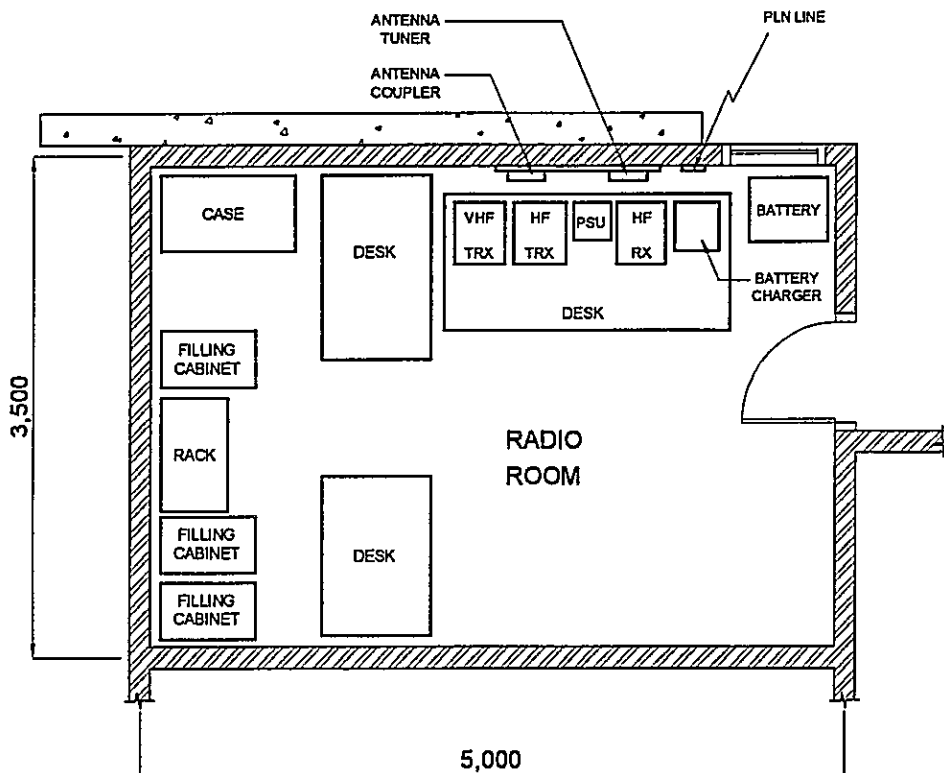 ANTENNA
TUNER
PLN LINE
ANTENNA
COUPLER
CASE
DESK
VHF
TRX
HF
TRX
PSU
HF
RX
BATTERY
BATTERY
CHARGER
DESK
FILLING
CABINET
3,500
RACK
RADIO
ROOM
FILLING
CABINET
DESK
FILLING
CABINET
5,000